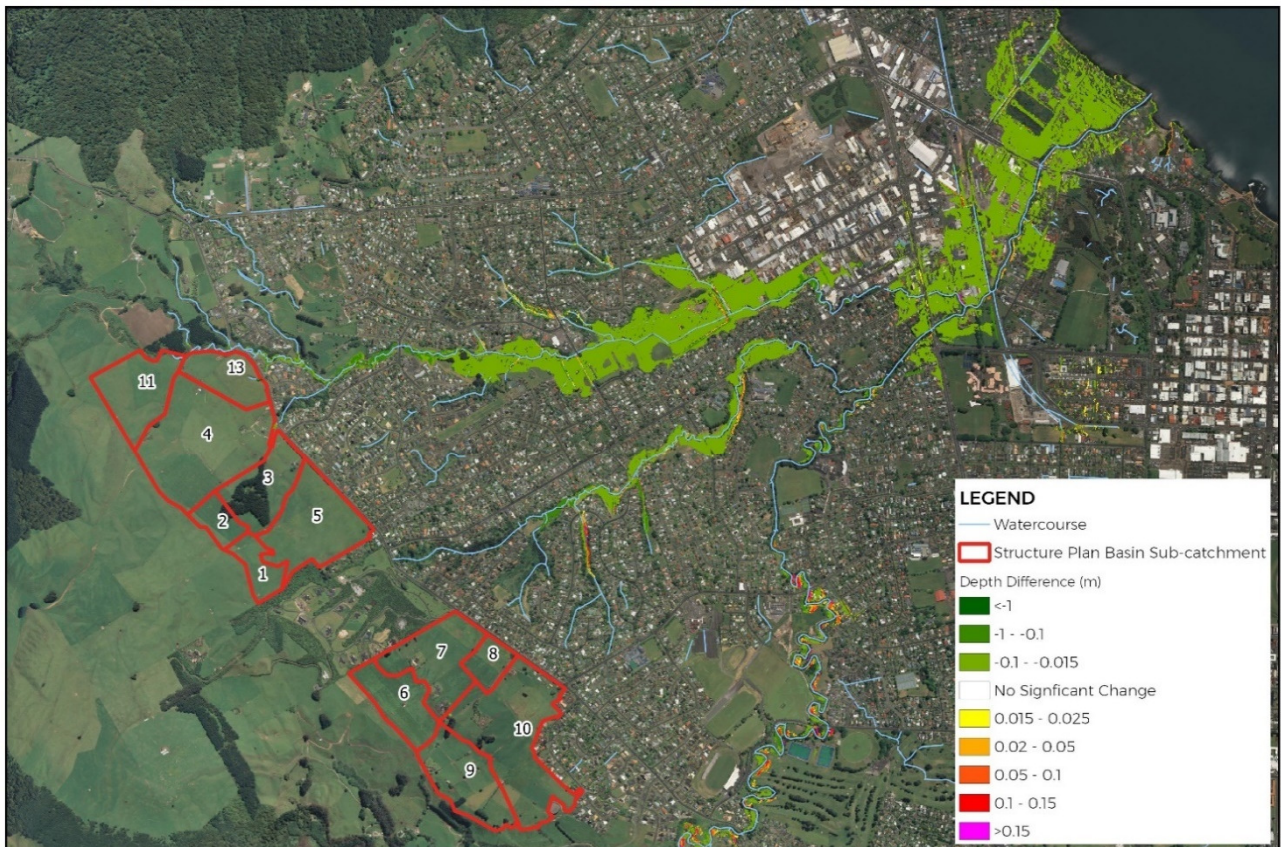 13
11
4
3
5
2
1
7
8
6
10
9
LEGEND
Watercourse
Structure Plan Basin Sub-catchment
Depth Difference (m)
<-1
-1 - -0.1
-0.1 - -0.015
No Signficant Change
0.015 - 0.025
0.02 - 0.05
0.05 - 0.1
0.1 - 0.15
>0.15